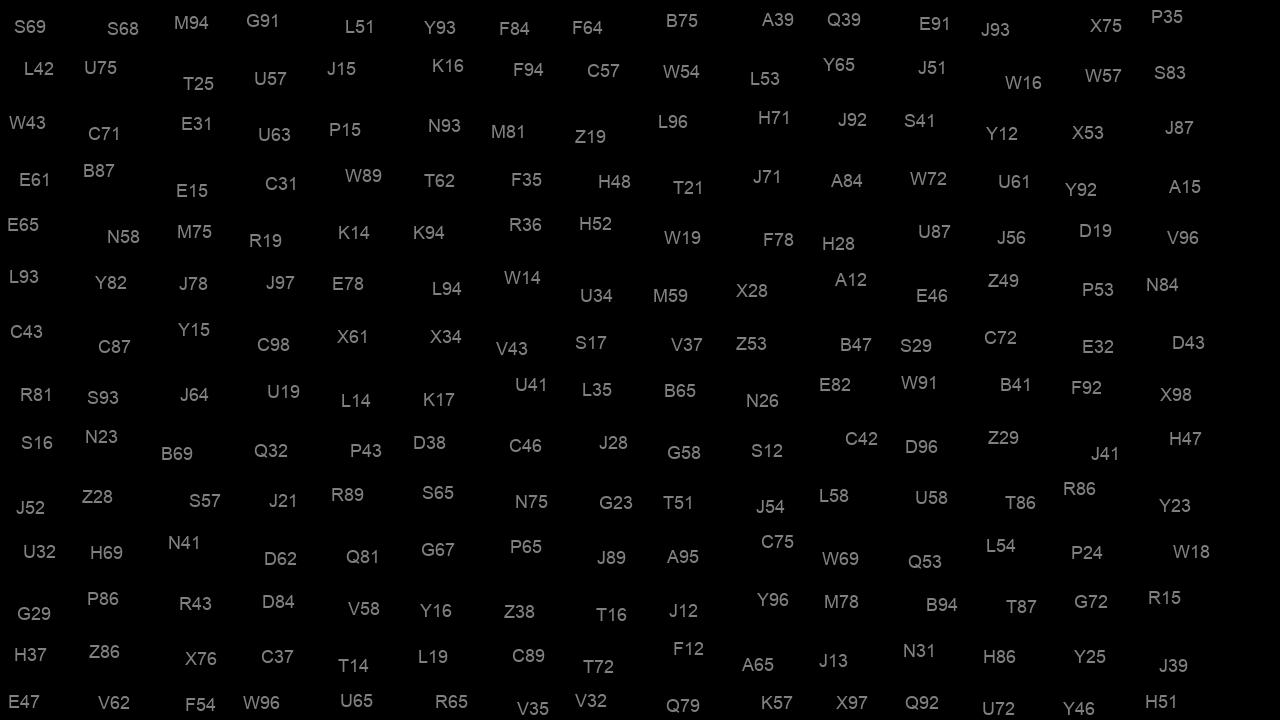 S69 S68 M94 G91 L51 Y93 F84 F64 B75 A39 Q39 E91 J93 X75 P35
L42 U75 T25 U57 J15 K16 F94 C57 W54 L53 Y65 J51 W16 W57 S83
W43 C71 E31 U63 P15 N93 M81 Z19 L96 H71 J92 S41 Y12 X53 J87
E61 B87 E15 C31 W89 T62 F35 H48 T21 J71 A84 W72 U61 Y92 A15
E65 N58 M75 R19 K14 K94 R36 H52 W19 F78 H28 U87 J56 D19 V96
L93 Y82 J78 J97 E78 L94 W14 U34 M59 X28 A12 E46 Z49 P53 N84
C43 C87 Y15 C98 X61 X34 V43 S17 V37 Z53 B47 S29 C72 E32 D43
R81 S93 J64 U19 L14 K17 U41 L35 B65 N26 E82 W91 B41 F92 X98
S16 N23 B69 Q32 P43 D38 C46 J28 G58 S12 C42 D96 Z29 J41 H47
J52 Z28 S57 J21 R89 S65 N75 G23 T51 J54 L58 U58 T86 R86 Y23
U32 H69 N41 D62 Q81 G67 P65 J89 A95 C75 W69 Q53 L54 P24 W18
G29 P86 R43 D84 V58 Y16 Z38 T16 J12 Y96 M78 B94 T87 G72 R15
H37 Z86 X76 C37 T14 L19 C89 T72 F12 A65 J13 N31 H86 Y25 J39
E47 V62 F54 W96 U65 R65 V35 V32 Q79 K57 X97 Q92 U72 Y46 H51